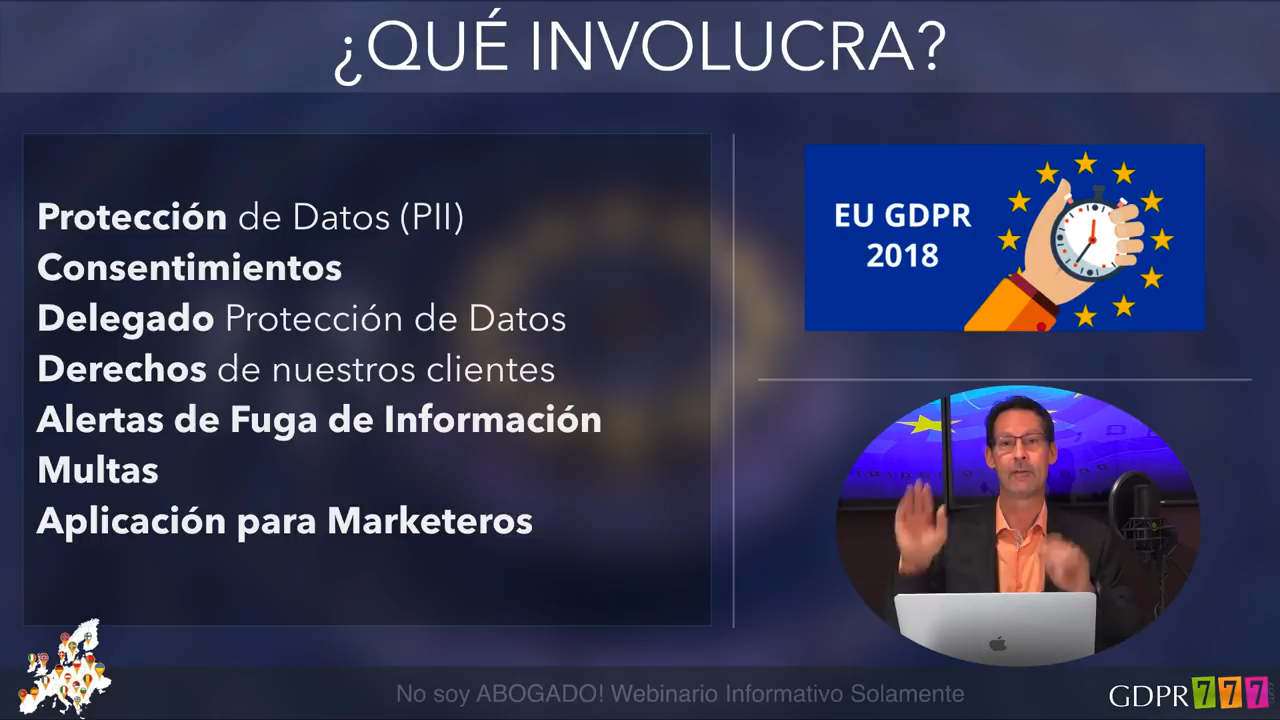 ¿QUÉ INVOLUCRA?
Protección de Datos (PII)
Consentimientos
Delegado Protección de Datos
Derechos de nuestros clientes
Alertas de Fuga de Información
Multas
Aplicación para Marketeros
EU GDPR
2018
No soy ABOGADO! Webinario Informativo Solamente
GDPR777